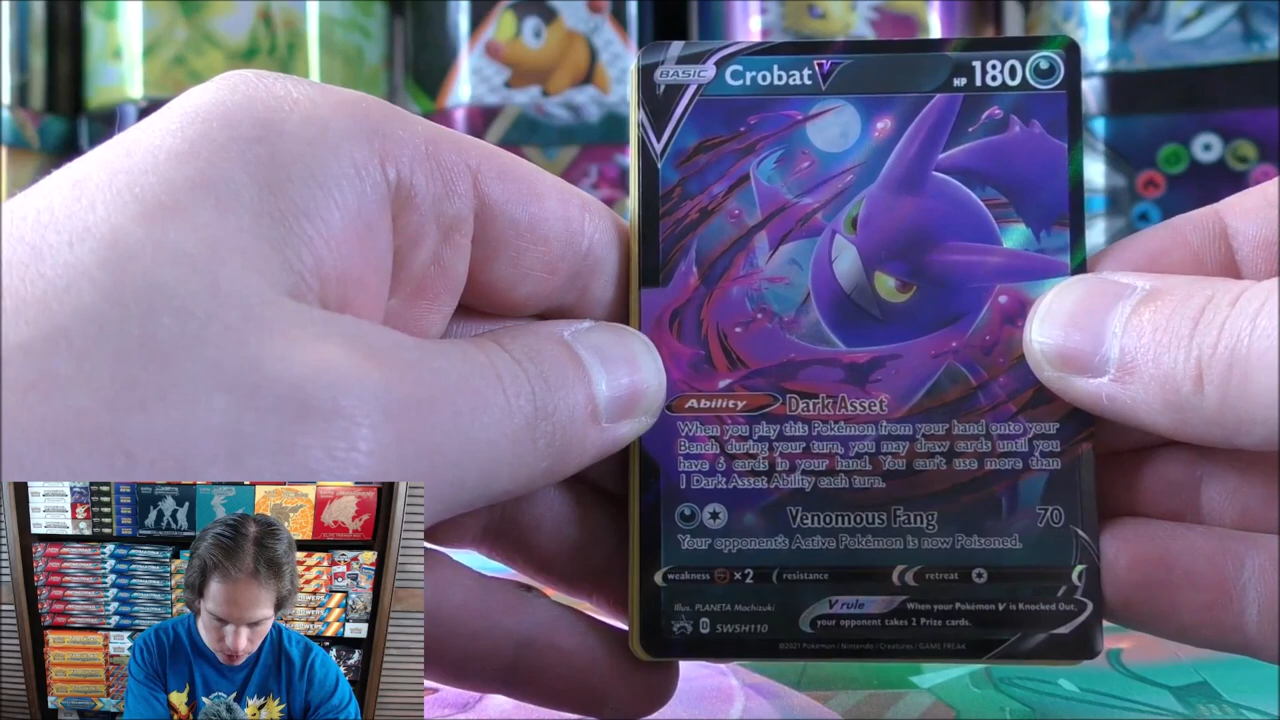 BASIC Crobat V HP 180
Ability Dark Asset
When you play this Pokémon from your hand onto your
Bench during your turn, you may draw cards until you
have 6 cards in your hand. You can't use more than
1 Dark Asset Ability each turn.
Venomous Fang 70
Your opponent's Active Pokémon is now Poisoned.
weakness ×2 resistance retreat
Illus. PLANETA Mochizuki
V rule When your Pokémon V is Knocked Out,
your opponent takes 2 Prize cards.
D SWSH110
©2021 Pokémon / Nintendo / Creatures / GAME FREAK